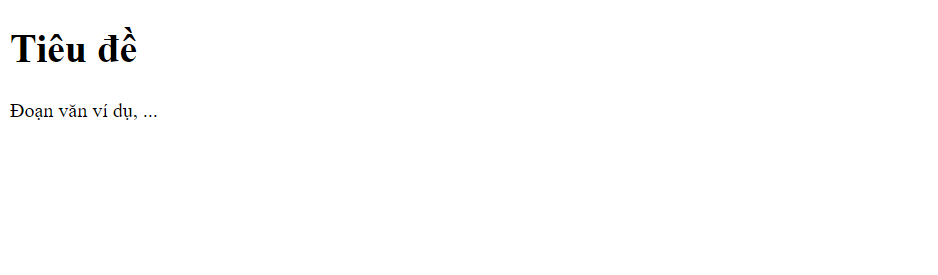 Tiêu đề
Đoạn văn ví dụ, ...